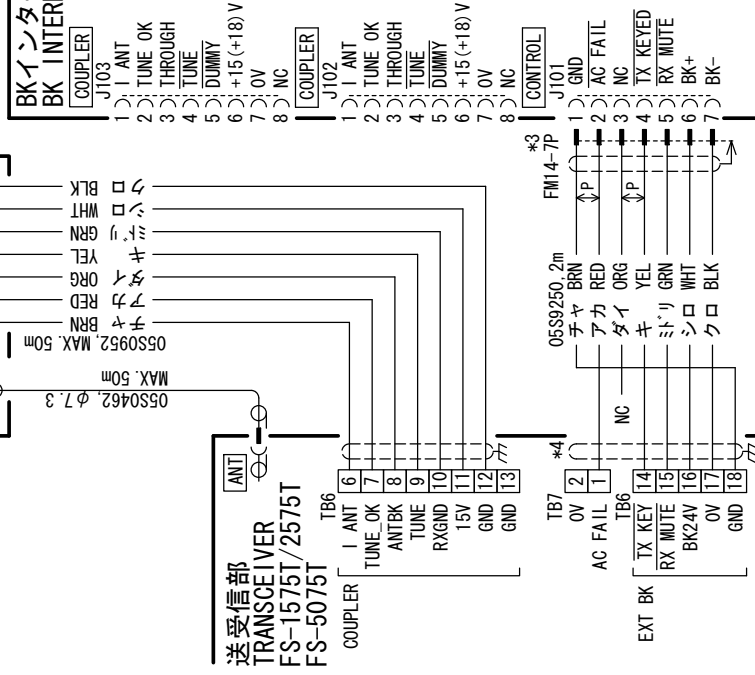 BKインタ
BK INTER
COUPLER
J103
1 I ANT
2 TUNE OK
3 THROUGH
4 TUNE
5 DUMMY
6 +15(+18)V
7 0V
8 NC
COUPLER
J102
1 I ANT
2 TUNE OK
3 THROUGH
4 TUNE
5 DUMMY
6 +15(+18)V
7 0V
8 NC
CONTROL
J101
1 GND
2 AC FAIL
3 NC
4 TX KEYED
5 RX MUTE
6 BK+
7 BK-
*3
FM14-7P
P
P
05S9250,2m
チャ BRN
アカ RED
ダイ ORG
キ YEL
ミドリ GRN
シロ WHT
クロ BLK
NC
*4
クロ BLK
シロ WHT
ミドリ GRN
キ YEL
ダイ ORG
アカ RED
チャ BRN
05S0952, MAX.50m
05S0462,φ7.3
MAX.50m
ANT
送受信部
TRANSCEIVER
FS-1575T/2575T
FS-5075T
COUPLER
TB6
I ANT 6
TUNE_OK 7
ANTBK 8
TUNE 9
RXGND 10
15V 11
GND 12
GND 13
TB7
0V 2
AC FAIL 1
TB6
EXT BK
TX KEY 14
RX MUTE 15
BK24V 16
0V 17
GND 18